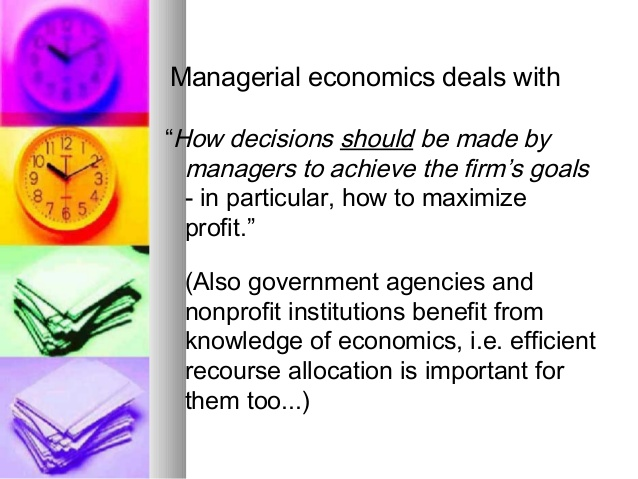 Managerial economics deals with
“How decisions should be made by
managers to achieve the firm’s goals
- in particular, how to maximize
profit.”
(Also government agencies and
nonprofit institutions benefit from
knowledge of economics, i.e. efficient
recourse allocation is important for
them too...)